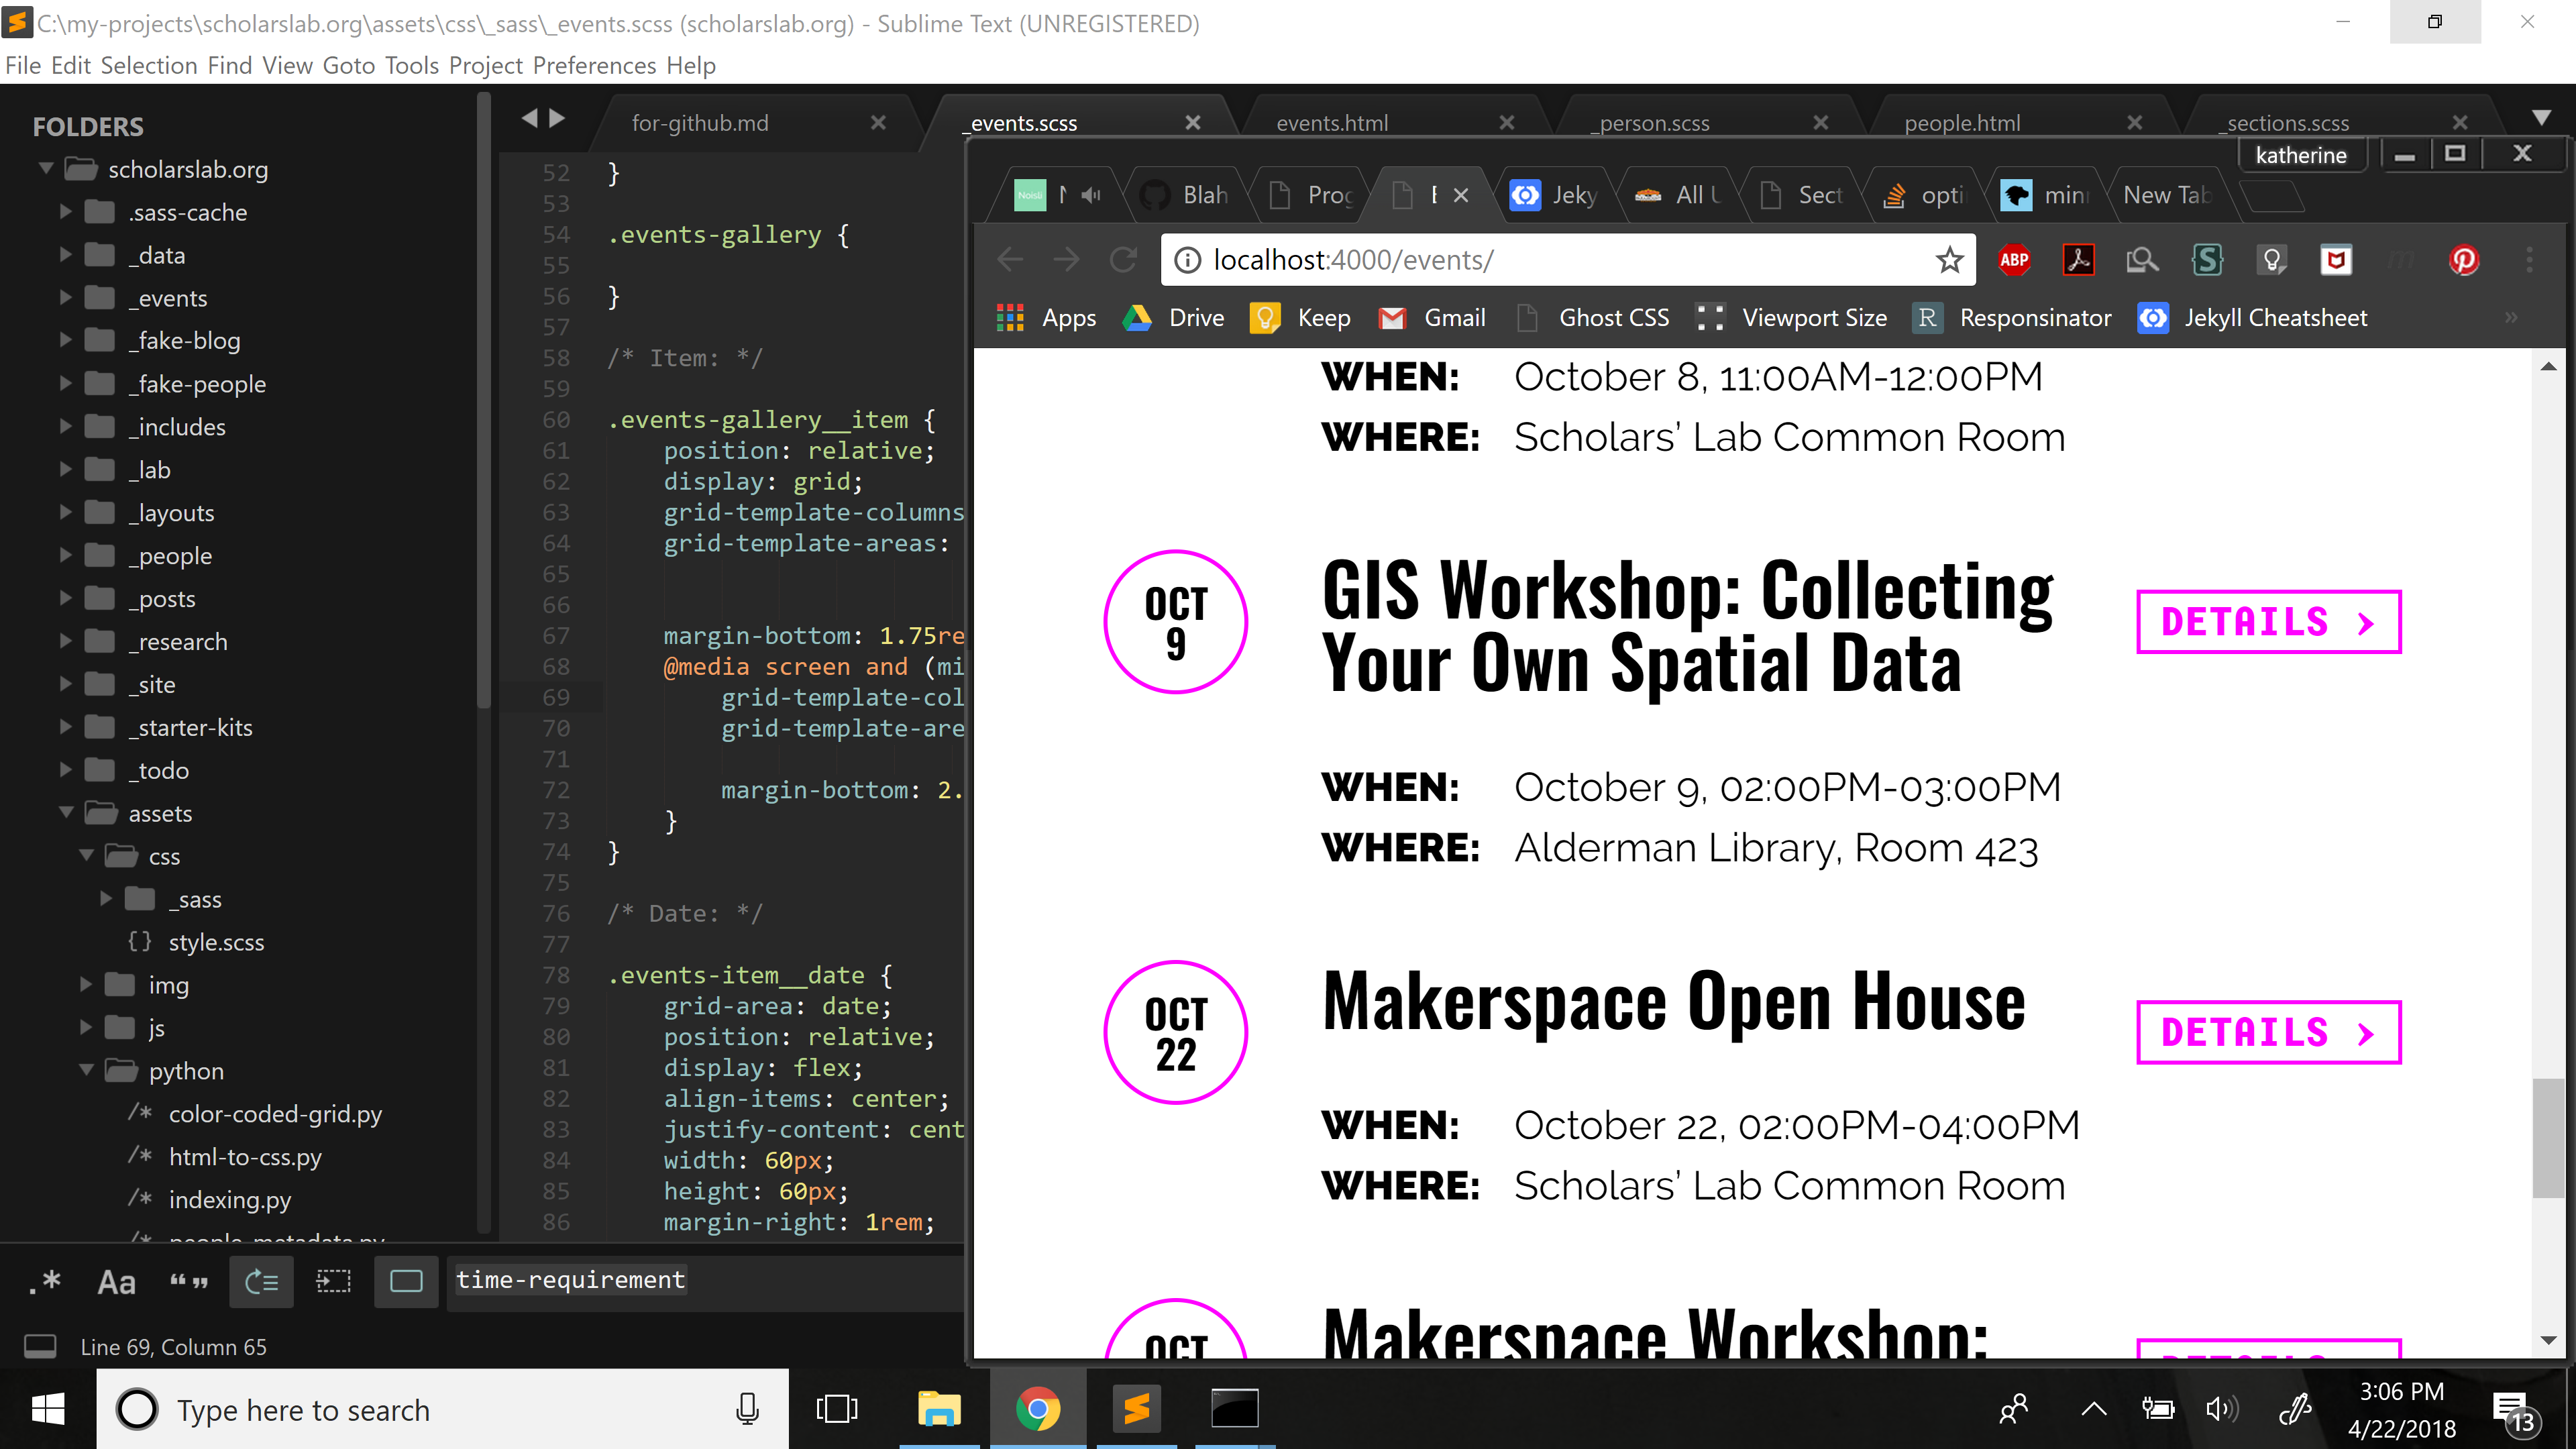 C:\my-projects\scholarslab.org\assets\css\_sass\_events.scss (scholarslab.org) - Sublime Text (UNREGISTERED)
File Edit Selection Find View Goto Tools Project Preferences Help
FOLDERS
scholarslab.org
.sass-cache
_data
_events
_fake-blog
_fake-people
_includes
_lab
_layouts
_people
_posts
_research
_site
_starter-kits
_todo
assets
css
_sass
{} style.scss
img
js
python
/* color-coded-grid.py
/* html-to-css.py
/* indexing.py
/* people_metadata.py
for-github.md
_events.scss
events.html
_person.scss
people.html
_sections.scss
52 }
53
54 .events-gallery {
55
56 }
57
58 /* Item: */
59
60 .events-gallery__item {
61 position: relative;
62 display: grid;
63 grid-template-columns
64 grid-template-areas:
65
66
67 margin-bottom: 1.75re
68 @media screen and (mi
69 grid-template-col
70 grid-template-are
71
72 margin-bottom: 2.
73 }
74 }
75
76 /* Date: */
77
78 .events-item__date {
79 grid-area: date;
80 position: relative;
81 display: flex;
82 align-items: center;
83 justify-content: cent
84 width: 60px;
85 height: 60px;
86 margin-right: 1rem;
.* Aa “ ” time-requirement
Line 69, Column 65
katherine
Noisli
Blah
Prog
Jeky
All U
Sect
opti
min
New Tab
localhost:4000/events/
ABP
Apps Drive Keep Gmail Ghost CSS Viewport Size R Responsinator Jekyll Cheatsheet »
WHEN: October 8, 11:00AM-12:00PM
WHERE: Scholars’ Lab Common Room
OCT
9
GIS Workshop: Collecting
Your Own Spatial Data
DETAILS >
WHEN: October 9, 02:00PM-03:00PM
WHERE: Alderman Library, Room 423
OCT
22
Makerspace Open House
DETAILS >
WHEN: October 22, 02:00PM-04:00PM
WHERE: Scholars’ Lab Common Room
OCT
Makerspace Workshop:
DETAILS
Type here to search
3:06 PM
4/22/2018
13